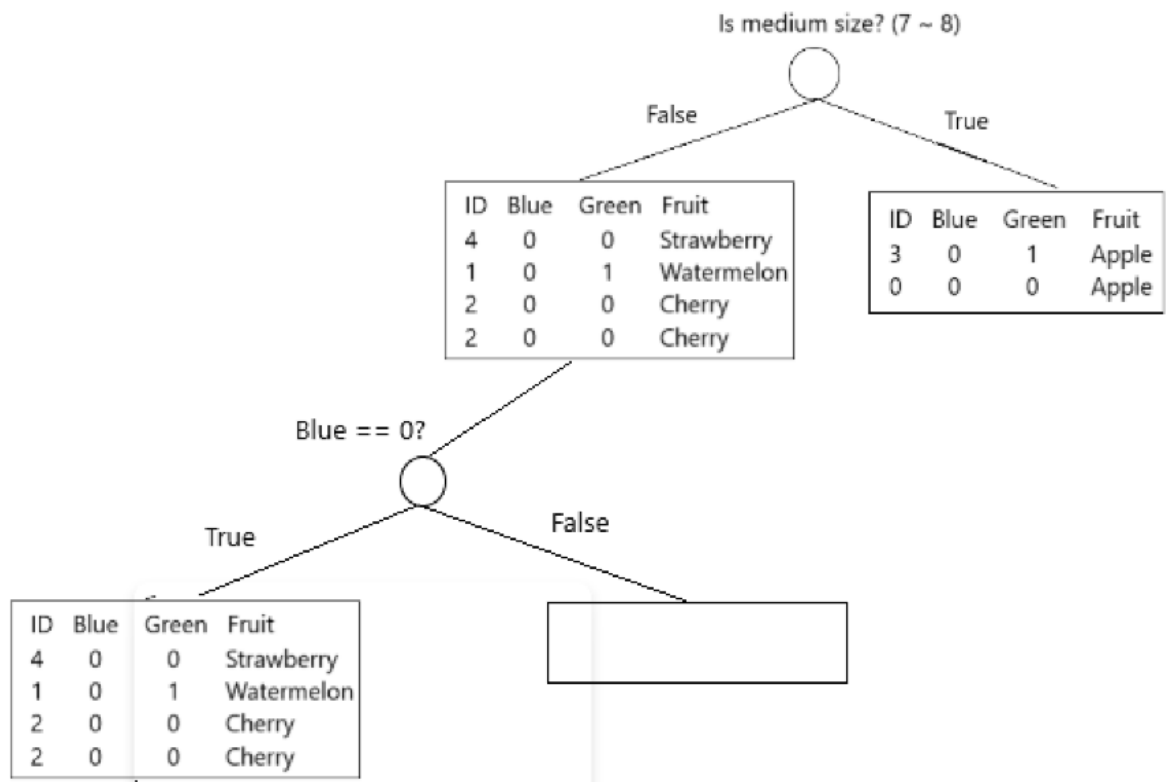 Is medium size? (7 ~ 8)
False
True
ID Blue Green Fruit
4 0 0 Strawberry
1 0 1 Watermelon
2 0 0 Cherry
2 0 0 Cherry
ID Blue Green Fruit
3 0 1 Apple
0 0 0 Apple
Blue == 0?
True
False
ID Blue Green Fruit
4 0 0 Strawberry
1 0 1 Watermelon
2 0 0 Cherry
2 0 0 Cherry